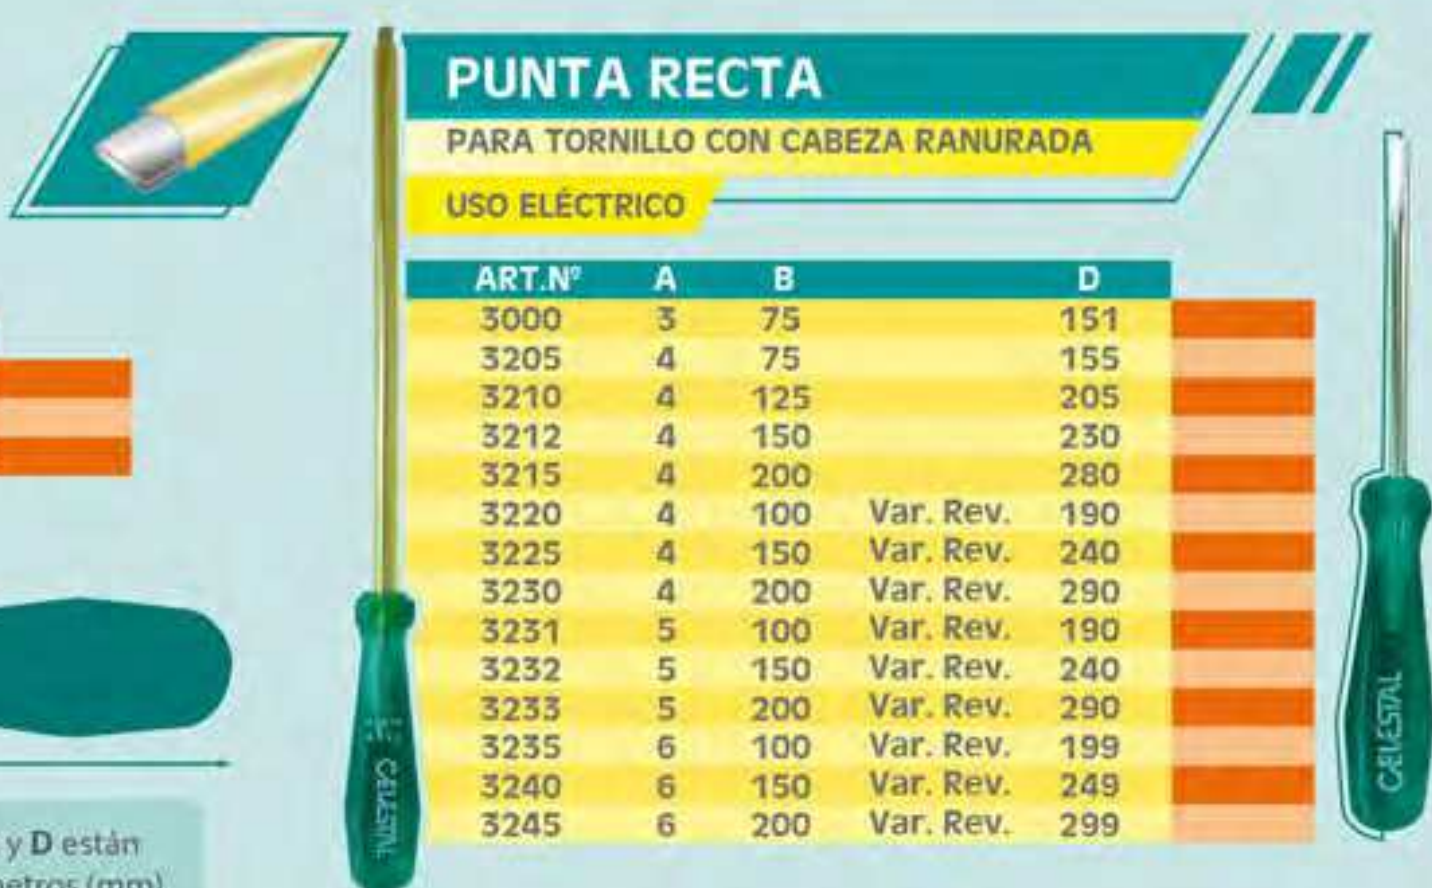 PUNTA RECTA
PARA TORNILLO CON CABEZA RANURADA
USO ELÉCTRICO
ART.Nº A B D
3000 3 75 151
3205 4 75 155
3210 4 125 205
3212 4 150 230
3215 4 200 280
3220 4 100 Var. Rev. 190
3225 4 150 Var. Rev. 240
3230 4 200 Var. Rev. 290
3231 5 100 Var. Rev. 190
3232 5 150 Var. Rev. 240
3233 5 200 Var. Rev. 290
3235 6 100 Var. Rev. 199
3240 6 150 Var. Rev. 249
3245 6 200 Var. Rev. 299
y D están
(mm)
CELESTAL
CELESTAL